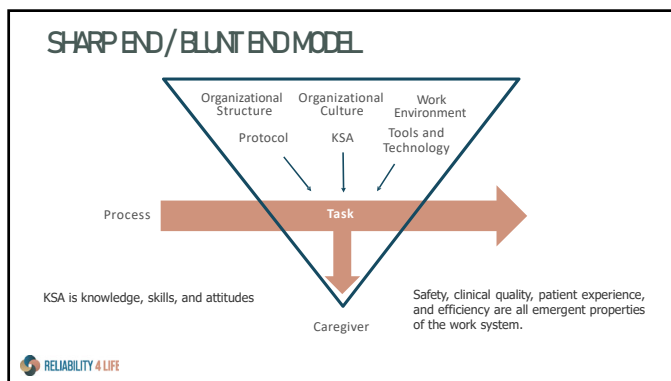 SHARP END / BLUNT END MODEL
Organizational
Structure
Organizational
Culture
Work
Environment
Protocol
KSA
Tools and
Technology
Process
Task
KSA is knowledge, skills, and attitudes
Caregiver
Safety, clinical quality, patient experience,
and efficiency are all emergent properties
of the work system.
RELIABILITY 4 LIFE